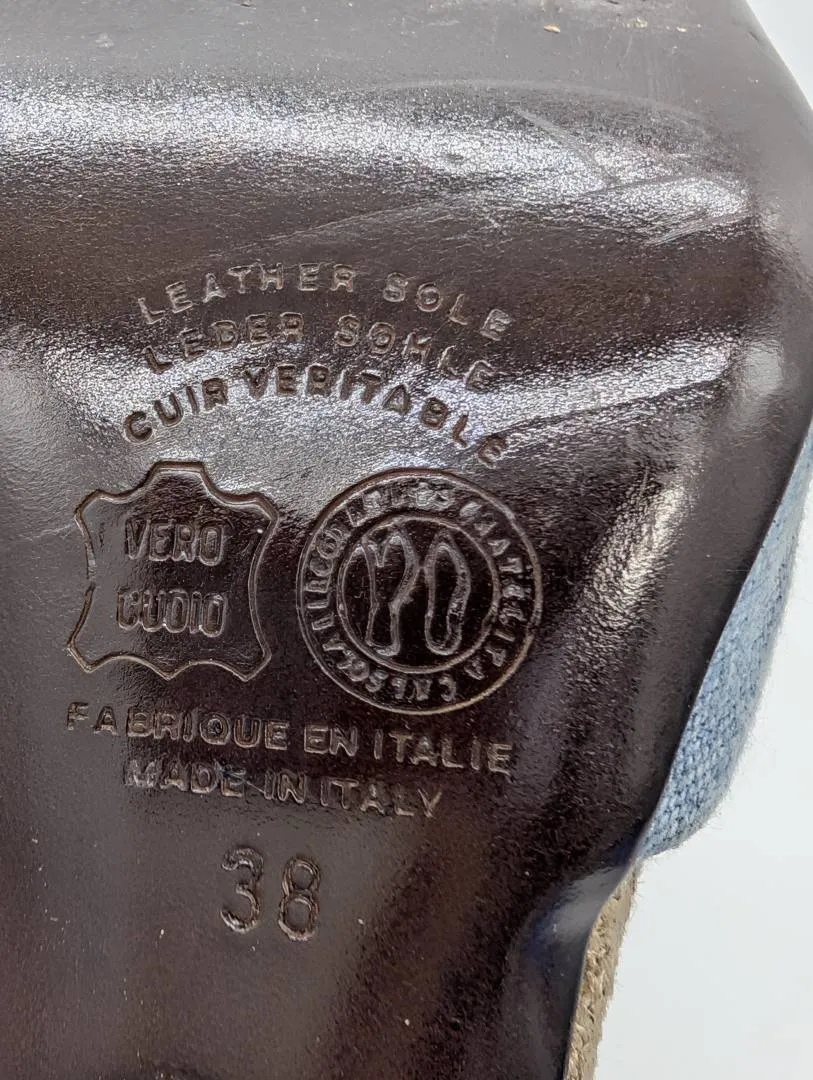 LEATHER SOLE
LEDER SOHLE
CUIR VERITABLE
VERO
CUOIO
FABRIQUE EN ITALIE
MADE IN ITALY
38